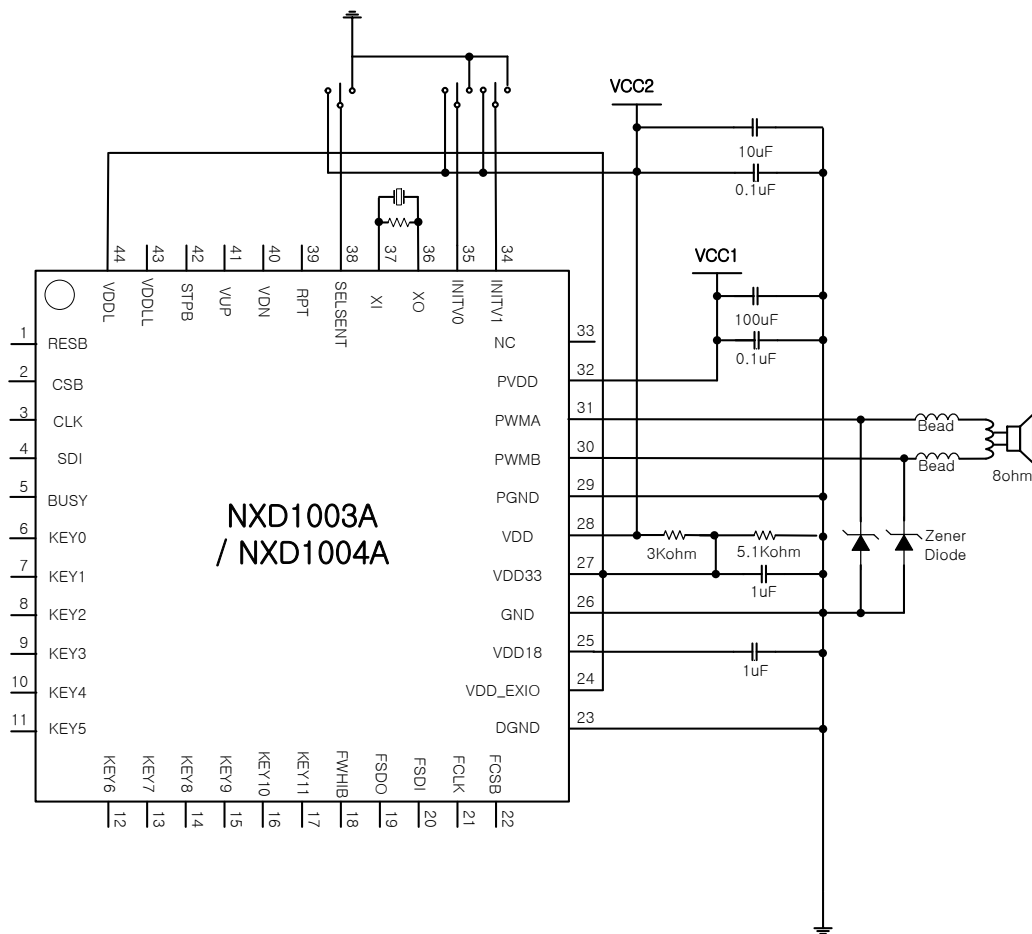 VCC2
10uF
0.1uF
VCC1
100uF
0.1uF
44 43 42 41 40 39 38 37 36 35 34
VDDL VDDLL STPB VUP VDN RPT SELSENT XI XO INITV0 INITV1
1 RESB
2 CSB
3 CLK
4 SDI
5 BUSY
6 KEY0
7 KEY1
8 KEY2
9 KEY3
10 KEY4
11 KEY5
NXD1003A
/ NXD1004A
NC 33
PVDD 32
PWMA 31
PWMB 30
PGND 29
VDD 28
VDD33 27
GND 26
VDD18 25
VDD_EXIO 24
DGND 23
Bead
Bead
8ohm
3Kohm
5.1Kohm
1uF
1uF
Zener
Diode
KEY6 KEY7 KEY8 KEY9 KEY10 KEY11 FWHIB FSDO FSDI FCLK FCSB
12 13 14 15 16 17 18 19 20 21 22